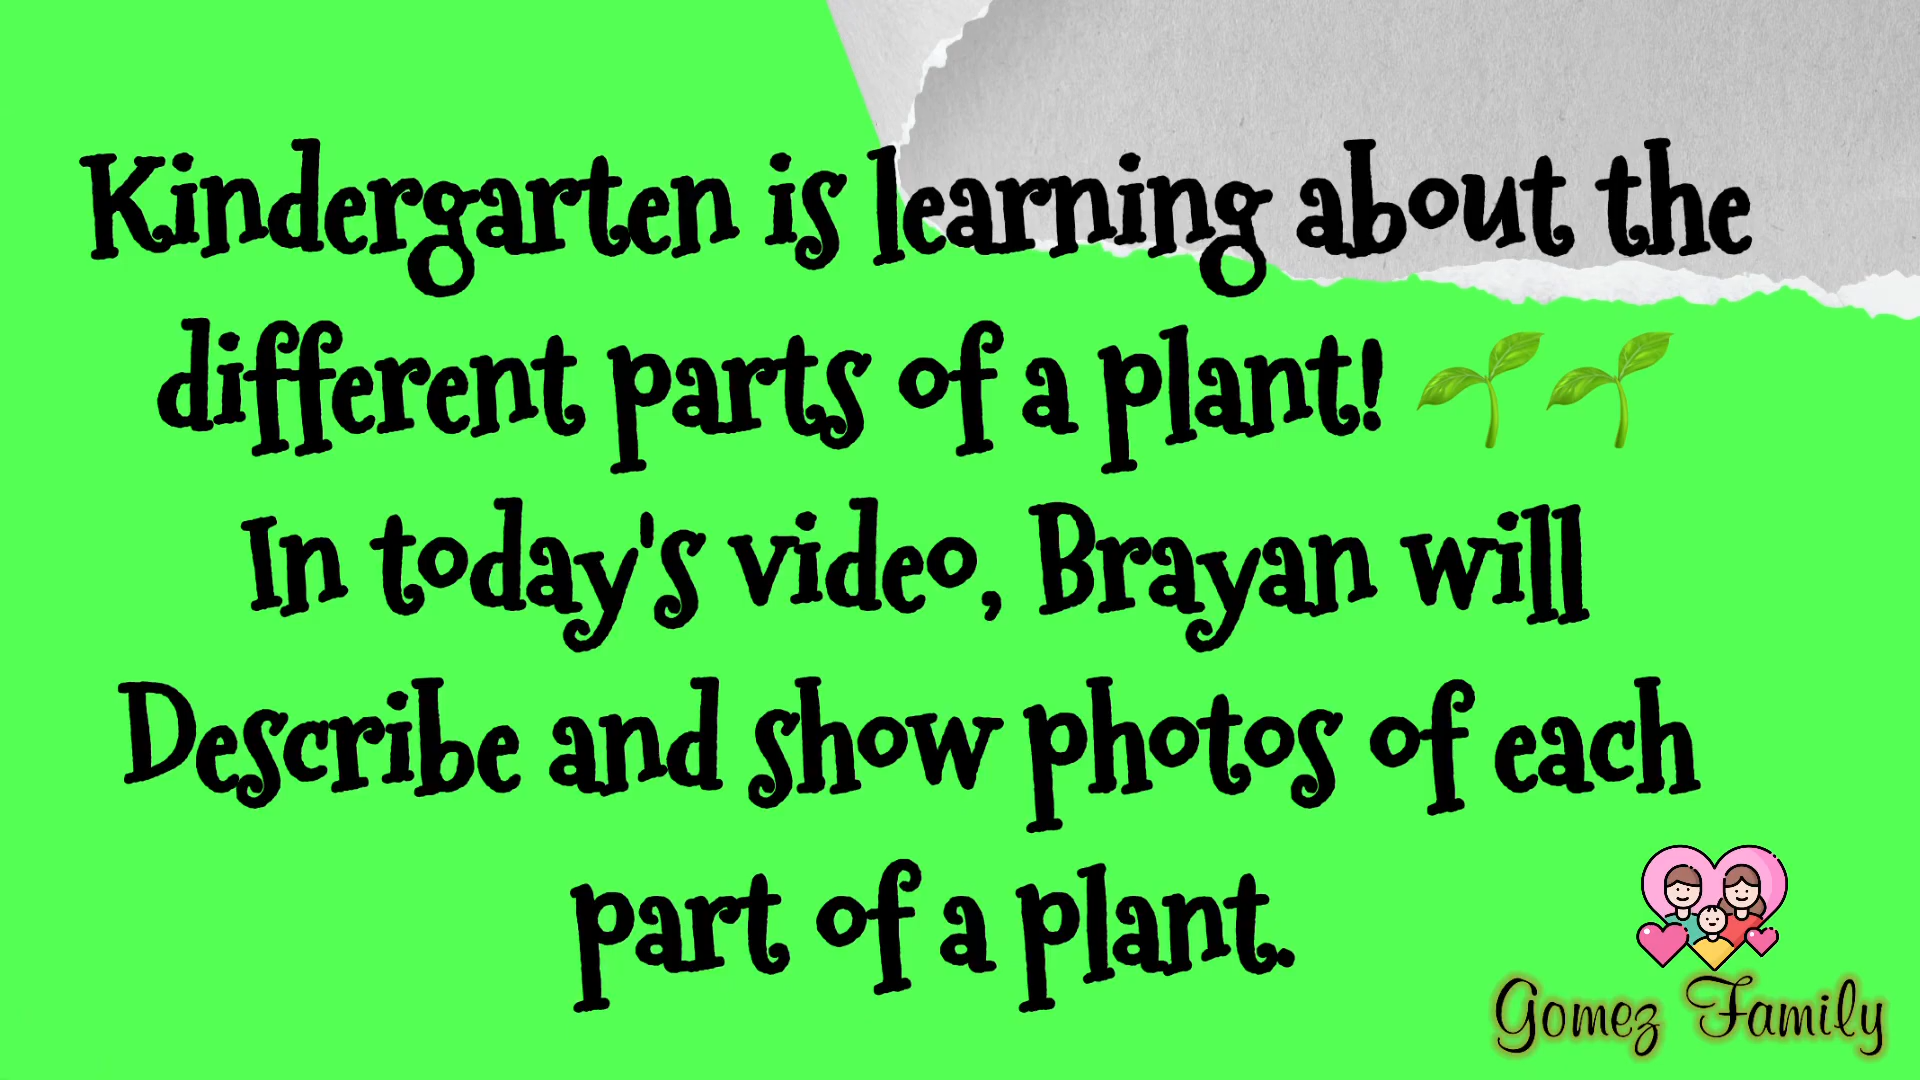 Kindergarten is learning about the
different parts of a plant! 🌱🌱
In today's video, Brayan will
Describe and show photos of each
part of a plant.
Gomez Family